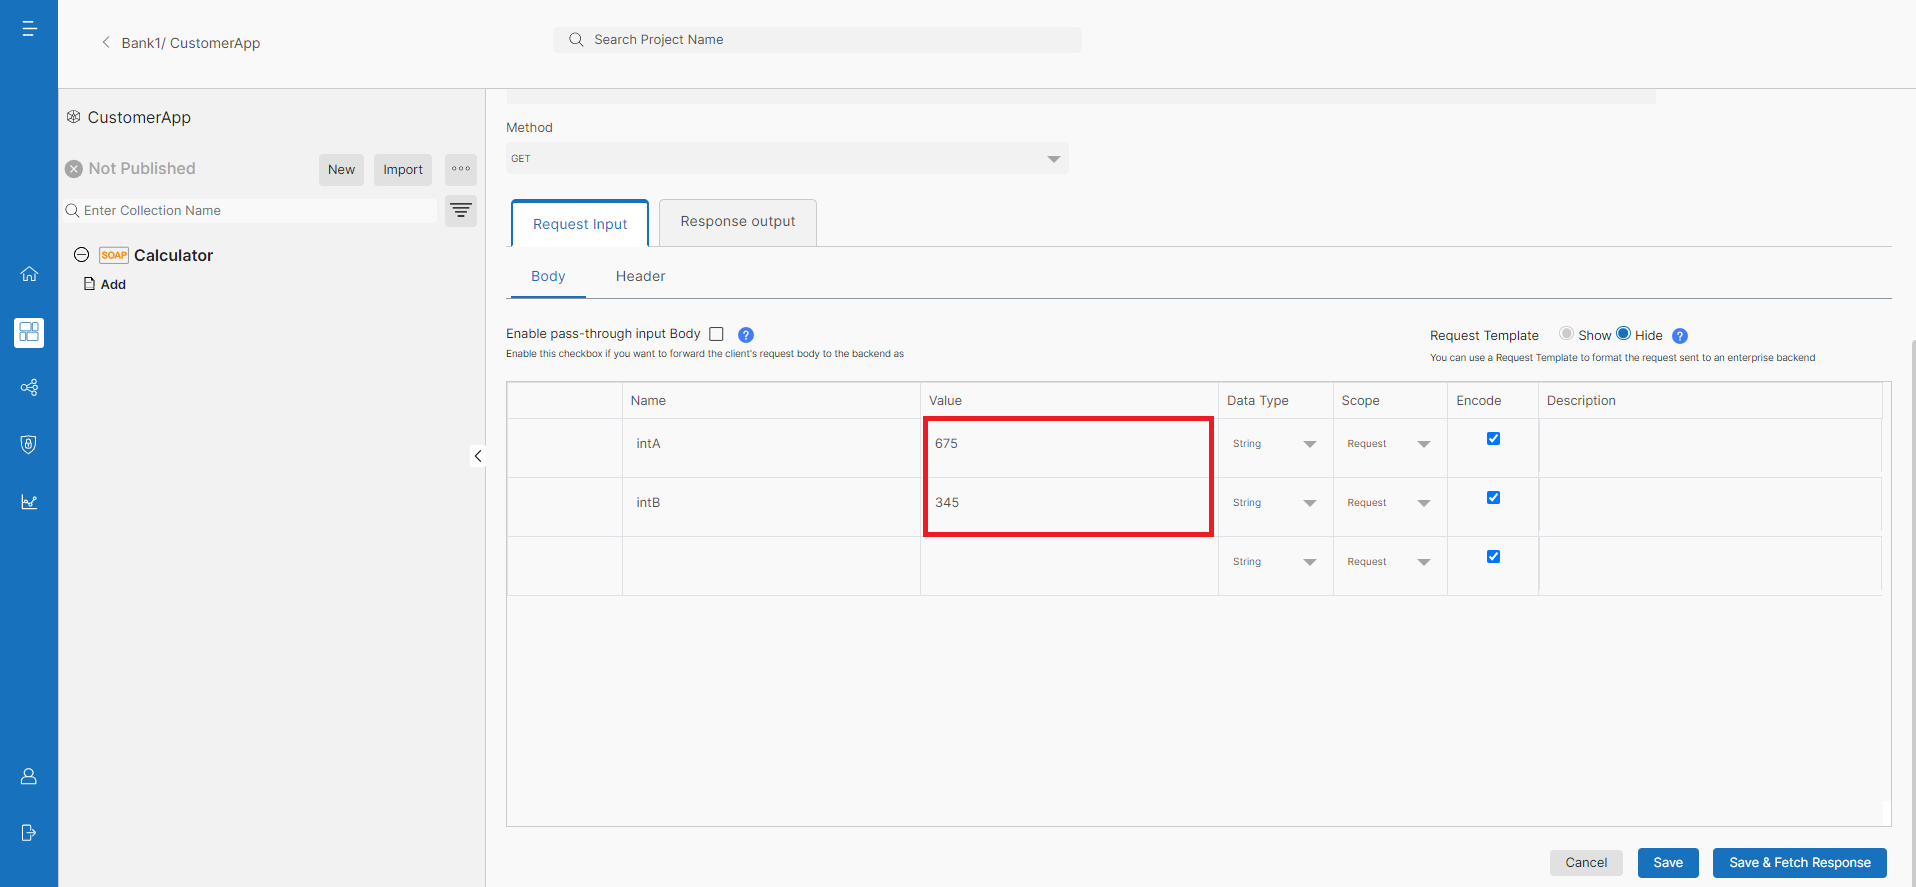 Bank1/ CustomerApp
Search Project Name
CustomerApp
Not Published
New
Import
Enter Collection Name
SOAP Calculator
Add
Method
GET
Request Input
Response output
Body
Header
Enable pass-through input Body
?
Enable this checkbox if you want to forward the client's request body to the backend as
Request Template Show Hide
?
You can use a Request Template to format the request sent to an enterprise backend
Name Value Data Type Scope Encode Description
intA 675 String Request
intB 345 String Request
String Request
Cancel
Save
Save & Fetch Response